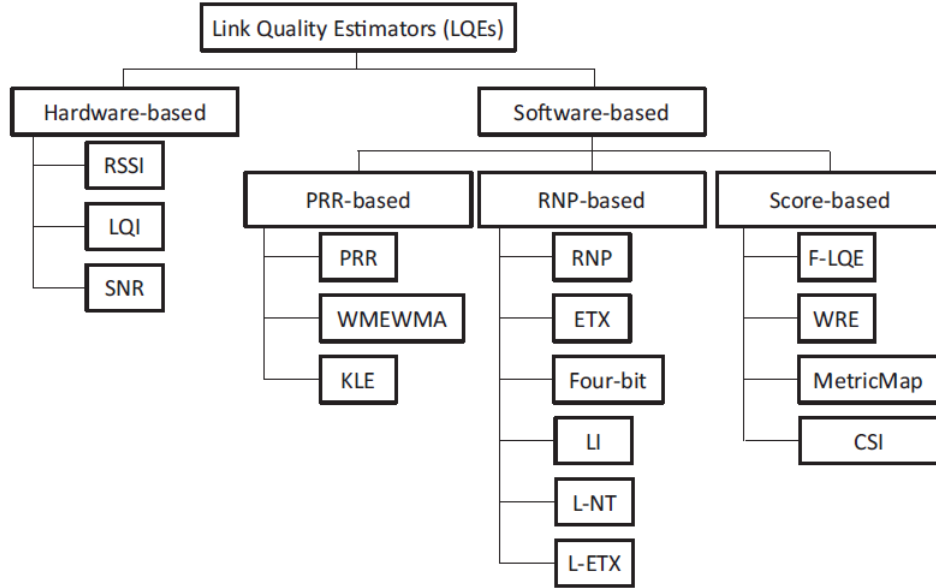 Link Quality Estimators (LQEs)
Hardware-based
Software-based
RSSI
LQI
SNR
PRR-based
RNP-based
Score-based
PRR
WMEWMA
KLE
RNP
ETX
Four-bit
LI
L-NT
L-ETX
F-LQE
WRE
MetricMap
CSI